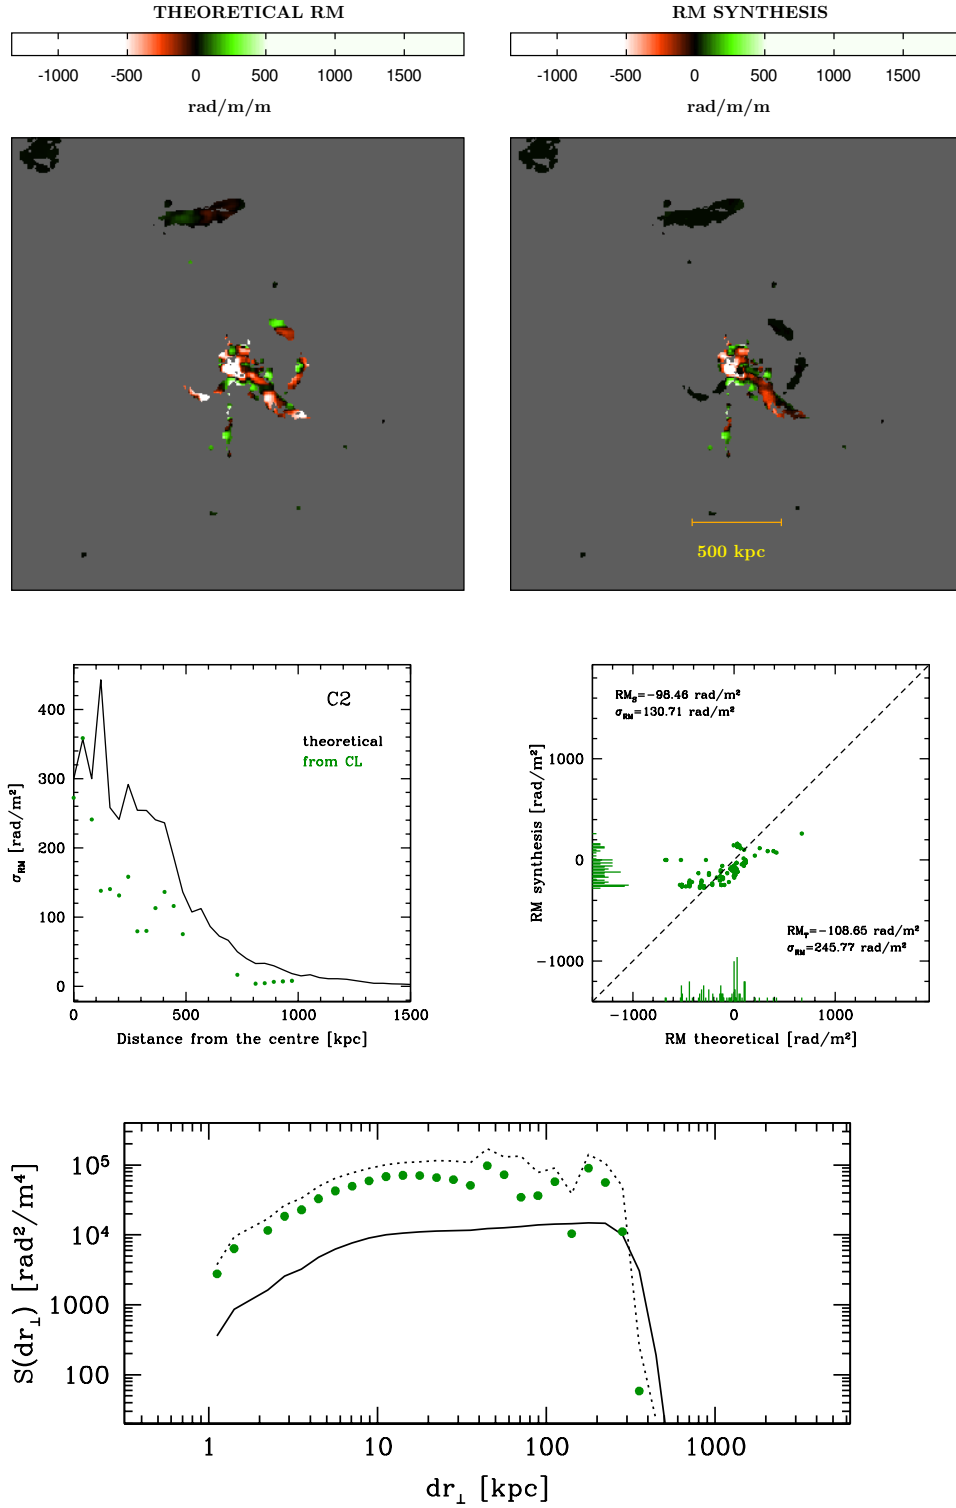 THEORETICAL RM
RM SYNTHESIS
-1000 -500 0 500 1000 1500
-1000 -500 0 500 1000 1500
rad/m/m
rad/m/m
500 kpc
C2
theoretical
from CL
400
300
200
100
0
σRM [rad/m²]
0 500 1000 1500
Distance from the centre [kpc]
RMS=−98.46 rad/m²
σRM=130.71 rad/m²
1000
0
−1000
RM synthesis [rad/m²]
RMT=−108.65 rad/m²
σRM=245.77 rad/m²
−1000 0 1000
RM theoretical [rad/m²]
10⁵
10⁴
1000
100
S(dr⊥) [rad²/m⁴]
1 10 100 1000
dr⊥ [kpc]